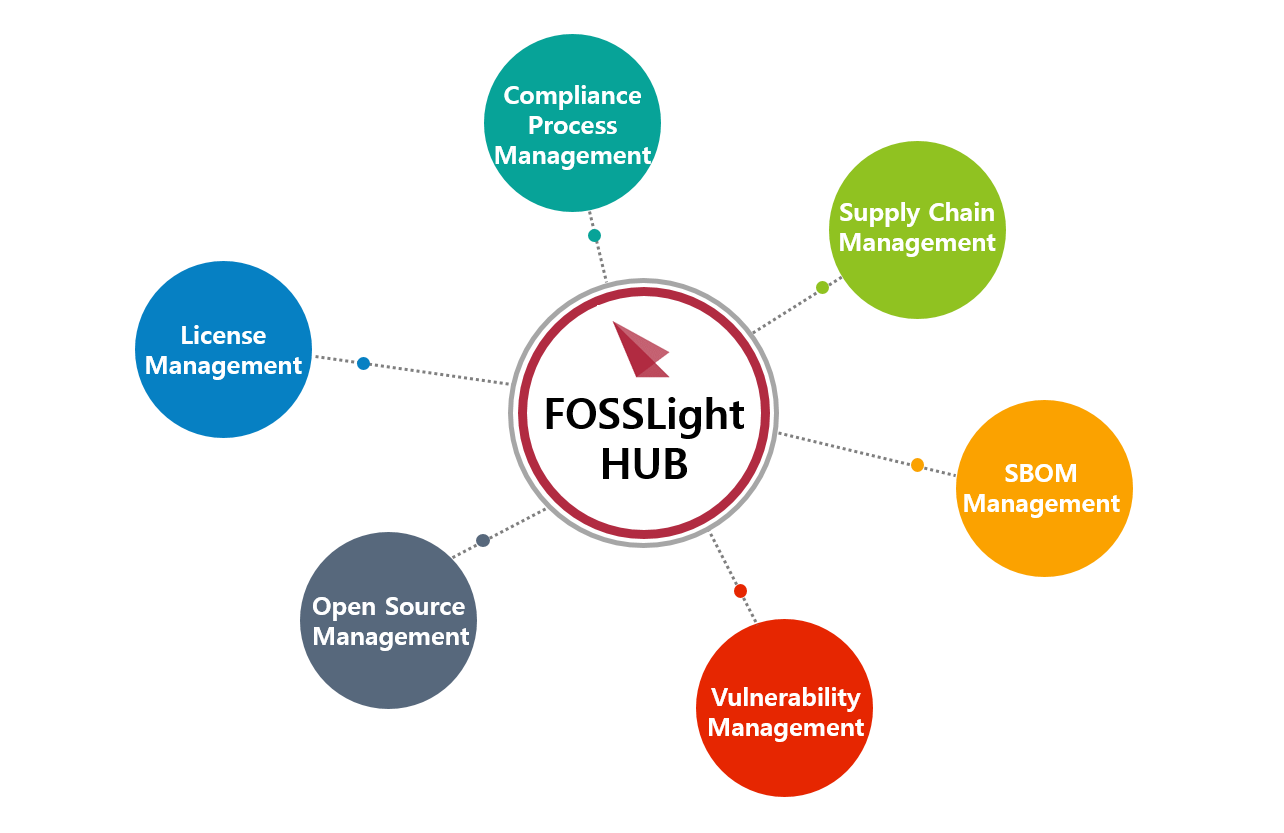 Compliance
Process
Management
Supply Chain
Management
License
Management
FOSSLight
HUB
SBOM
Management
Open Source
Management
Vulnerability
Management